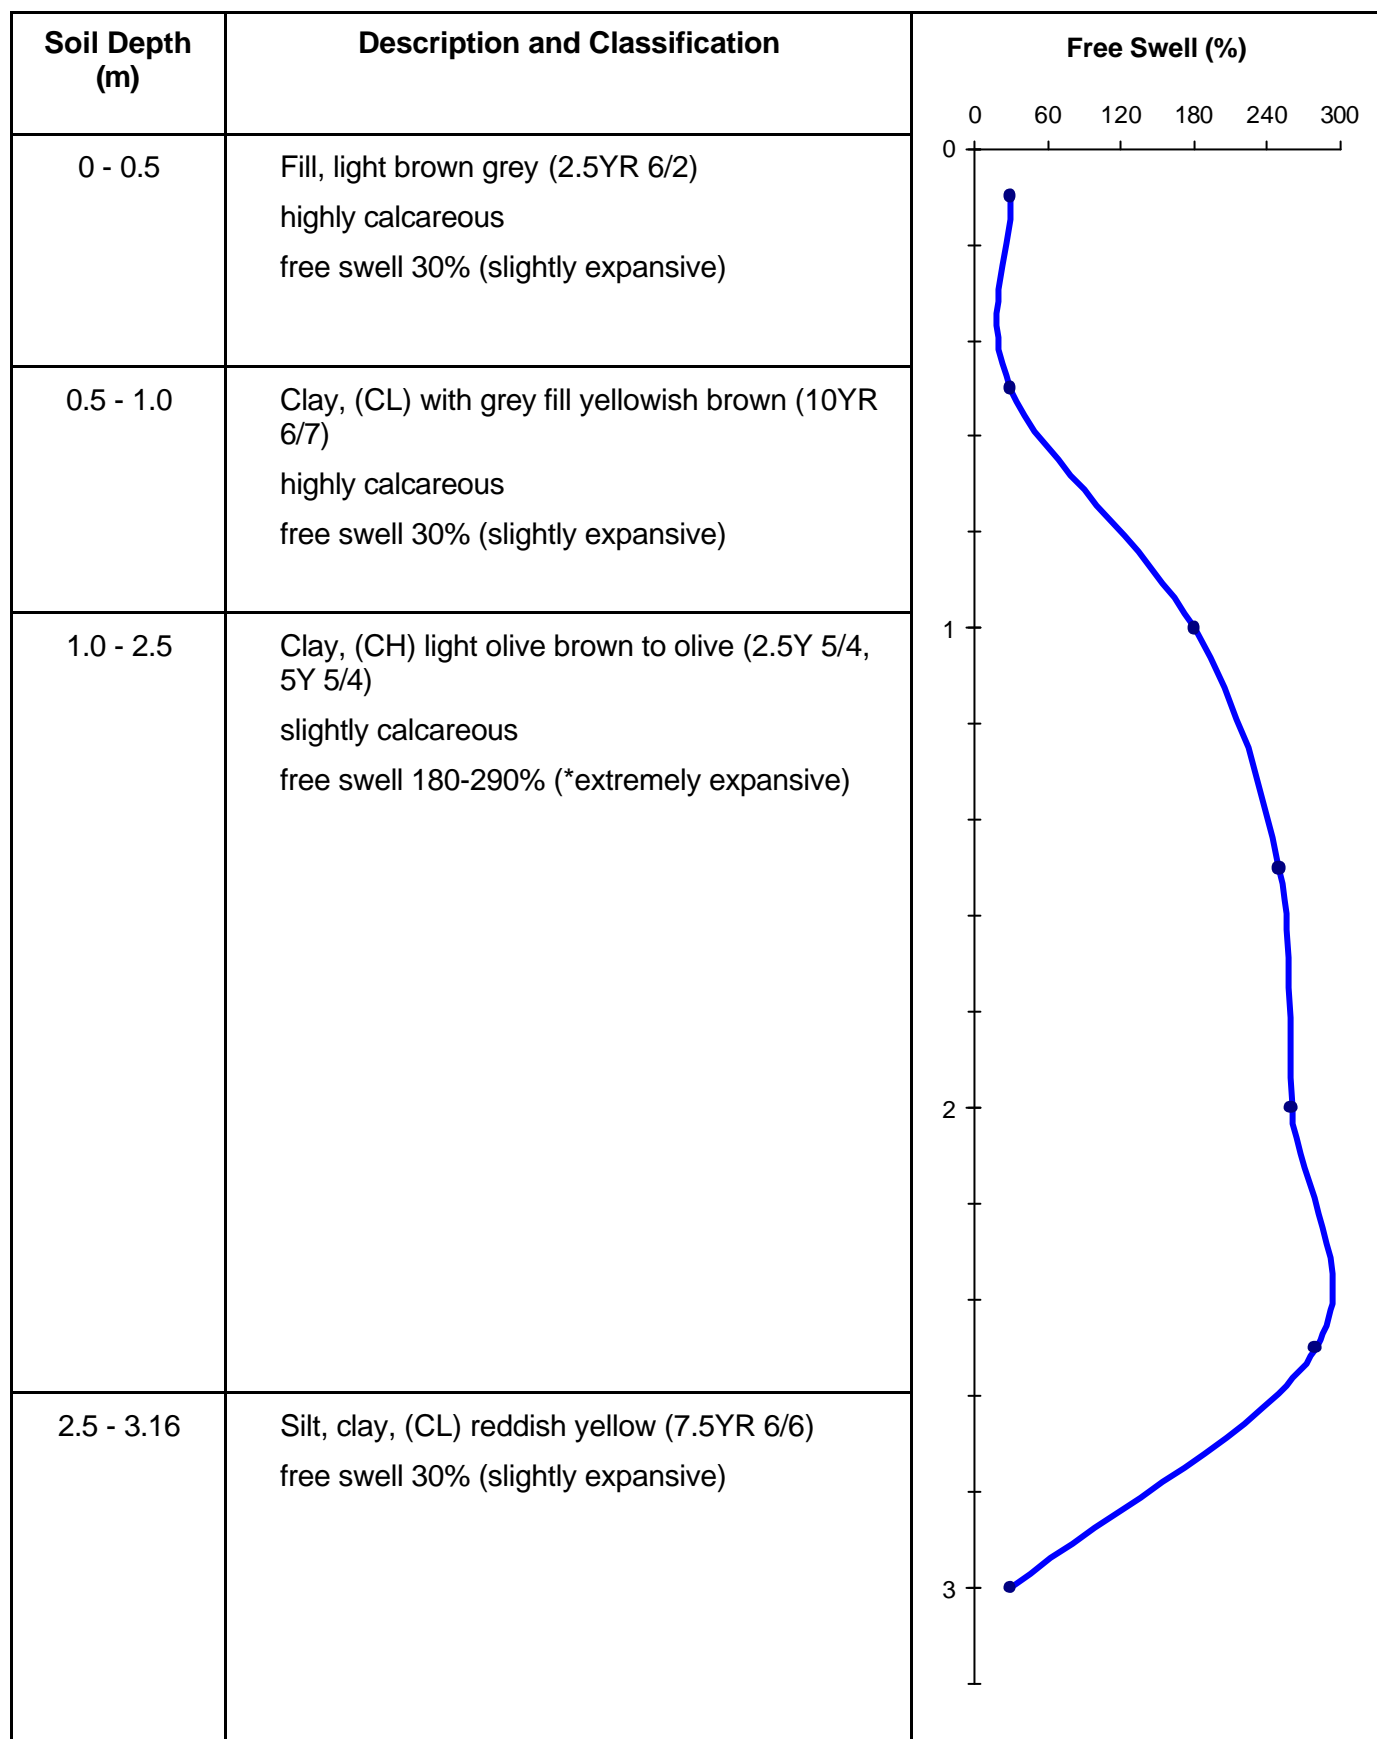 Soil Depth
(m)
Description and Classification
Free Swell (%)
0 60 120 180 240 300
0
0 - 0.5
Fill, light brown grey (2.5YR 6/2)
highly calcareous
free swell 30% (slightly expansive)
0.5 - 1.0
Clay, (CL) with grey fill yellowish brown (10YR
6/7)
highly calcareous
free swell 30% (slightly expansive)
1
1.0 - 2.5
Clay, (CH) light olive brown to olive (2.5Y 5/4,
5Y 5/4)
slightly calcareous
free swell 180-290% (*extremely expansive)
2
2.5 - 3.16
Silt, clay, (CL) reddish yellow (7.5YR 6/6)
free swell 30% (slightly expansive)
3